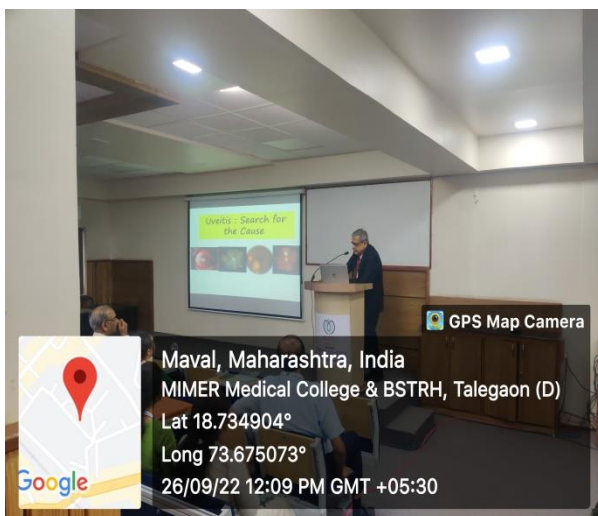 Uveitis : Search for
the Cause
GPS Map Camera
Maval, Maharashtra, India
MIMER Medical College & BSTRH, Talegaon (D)
Lat 18.734904°
Long 73.675073°
26/09/22 12:09 PM GMT +05:30
Google